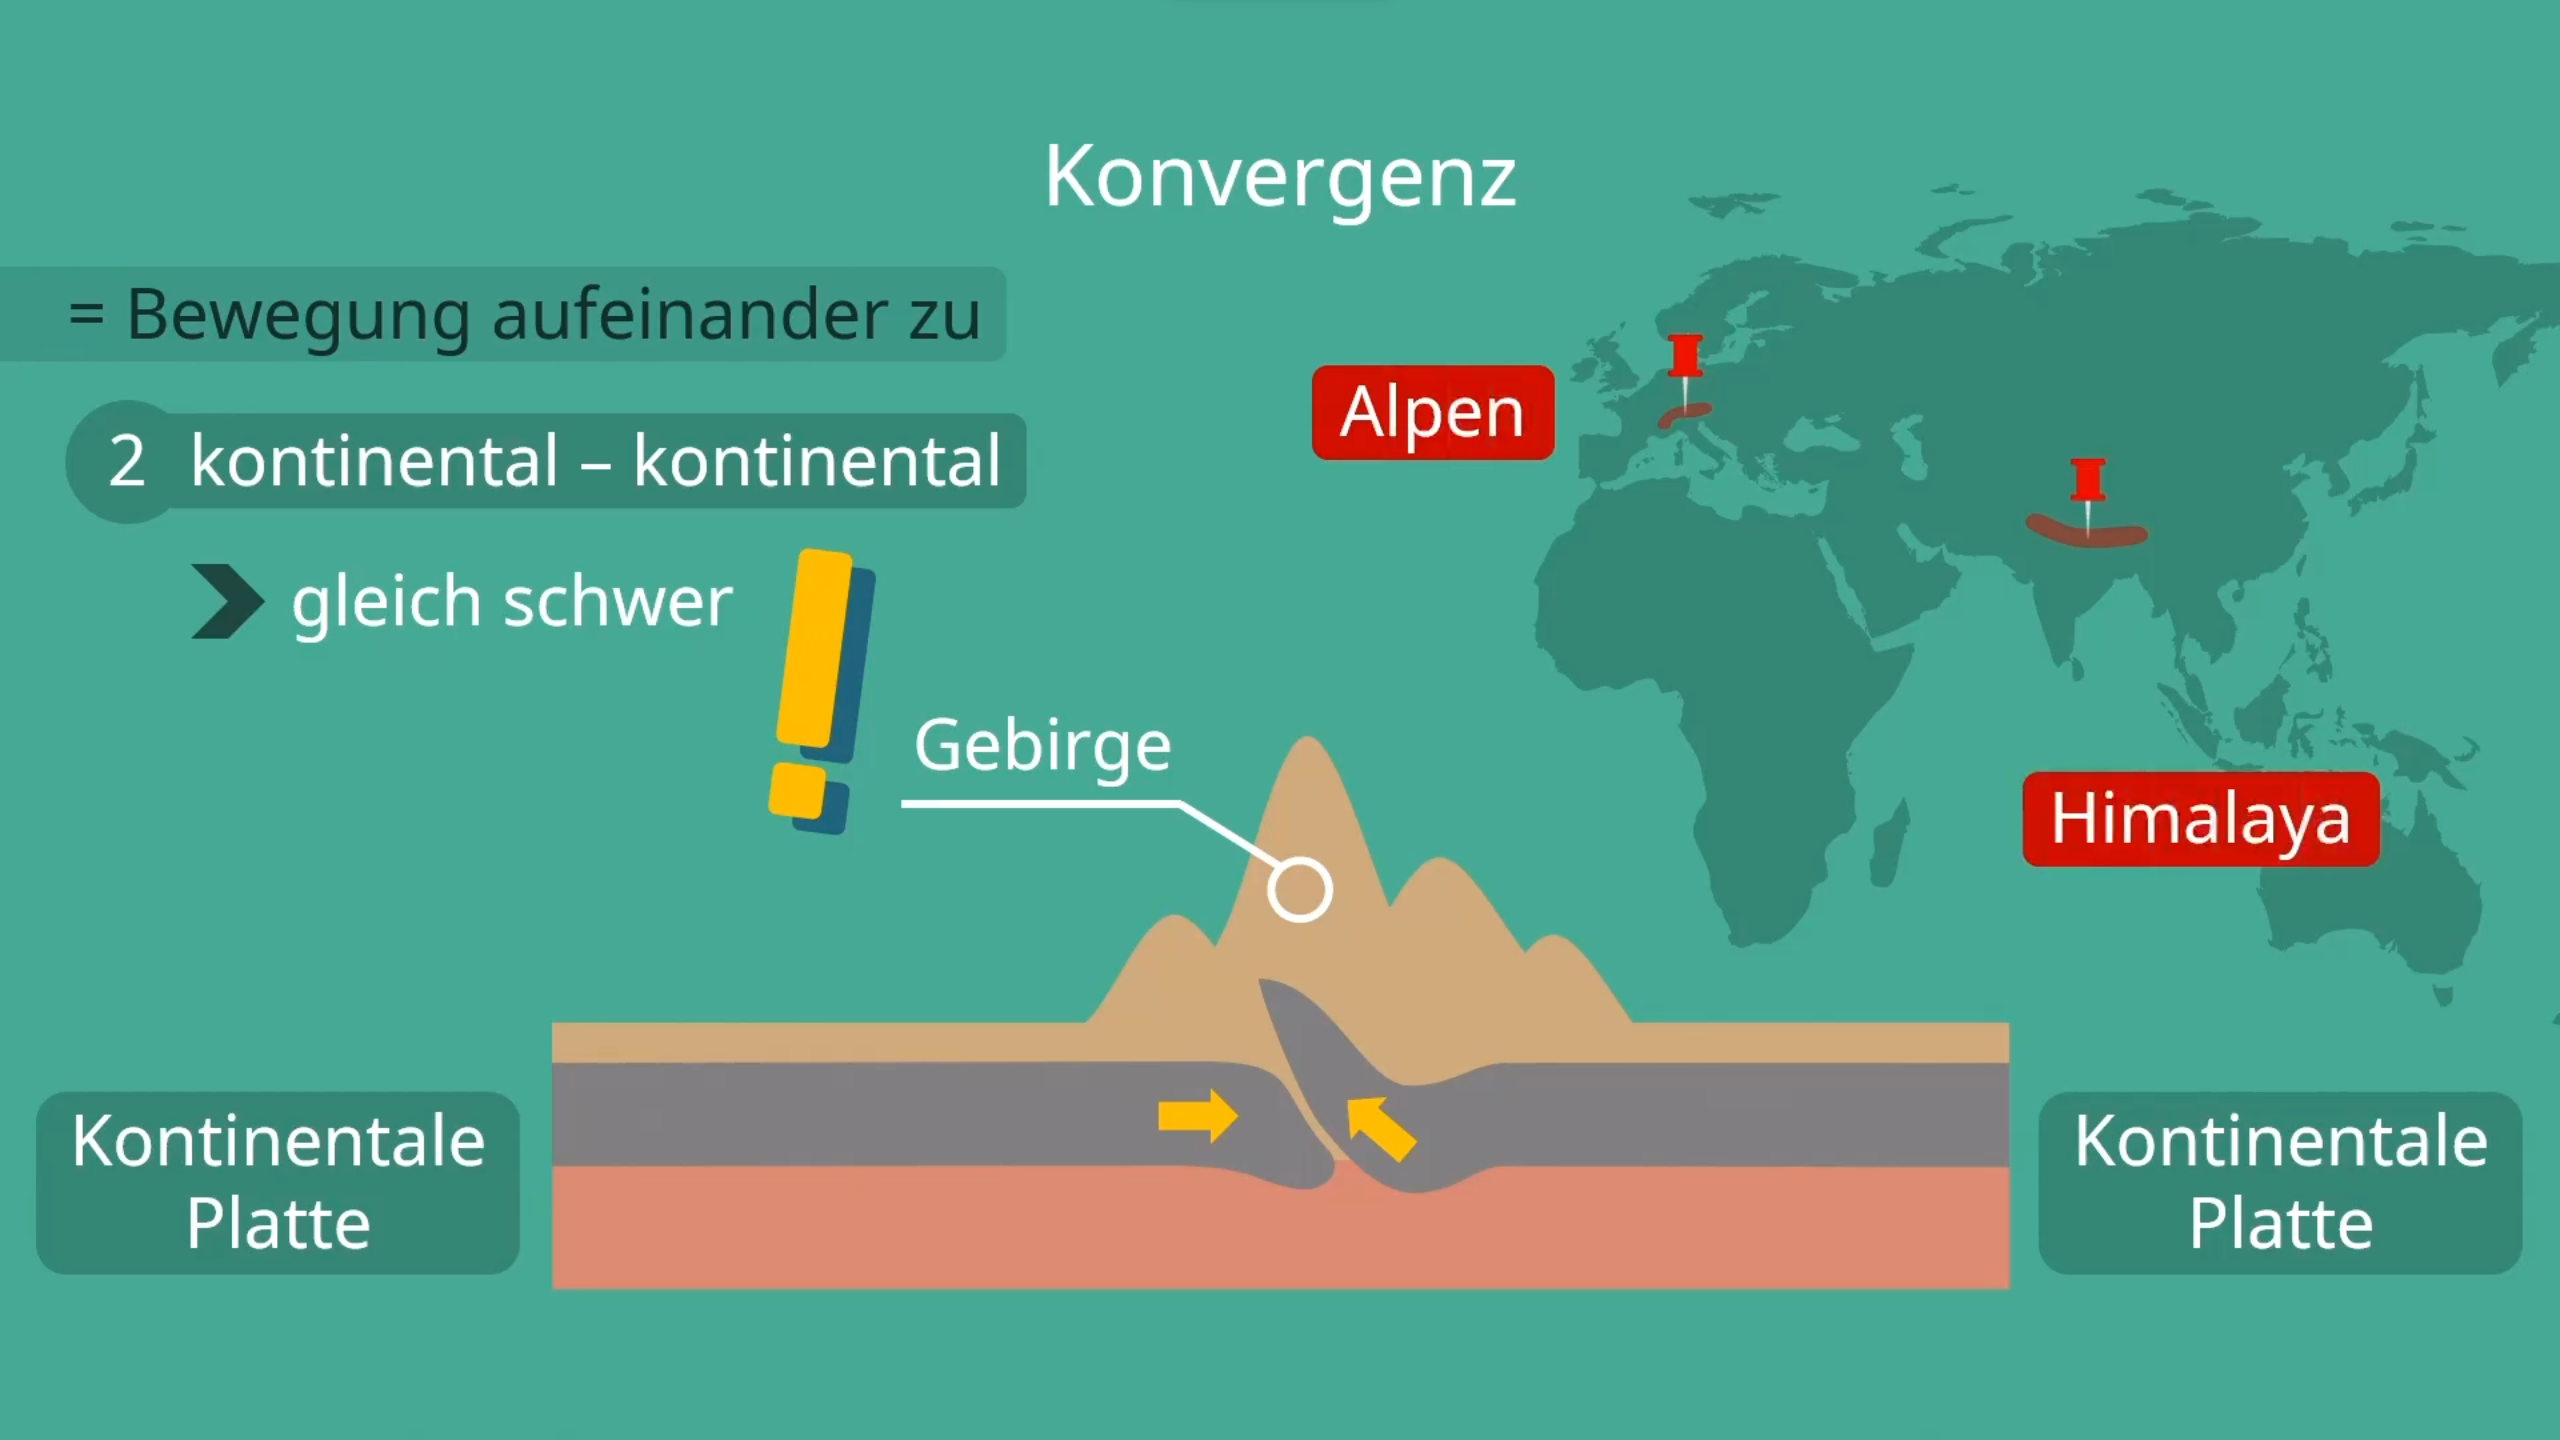 Konvergenz
= Bewegung aufeinander zu
2 kontinental – kontinental
gleich schwer
Alpen
Gebirge
Himalaya
Kontinentale
Platte
Kontinentale
Platte